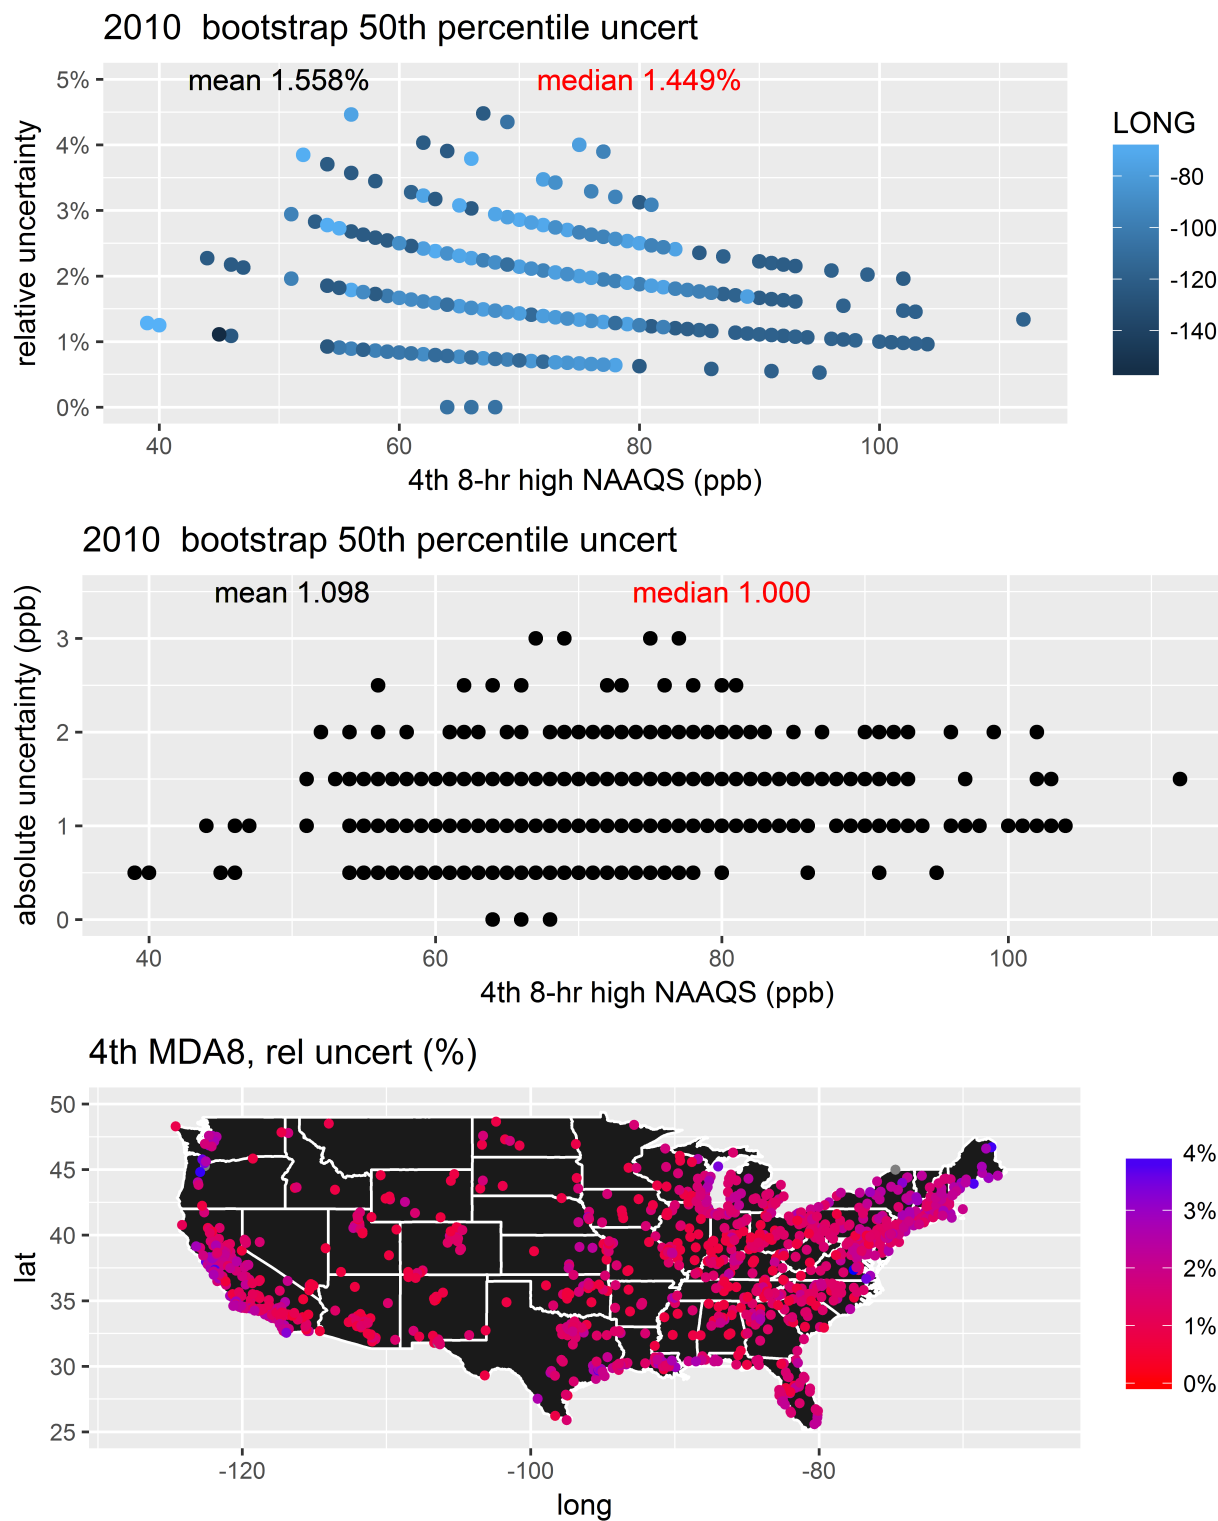 2010  bootstrap 50th percentile uncert
mean 1.558%
median 1.449%
5%
4%
3%
2%
1%
0%
relative uncertainty
40
60
80
100
4th 8-hr high NAAQS (ppb)
LONG
-80
-100
-120
-140
2010  bootstrap 50th percentile uncert
mean 1.098
median 1.000
3
2
1
0
absolute uncertainty (ppb)
40
60
80
100
4th 8-hr high NAAQS (ppb)
4th MDA8, rel uncert (%)
50
45
40
35
30
25
lat
-120
-100
-80
long
4%
3%
2%
1%
0%